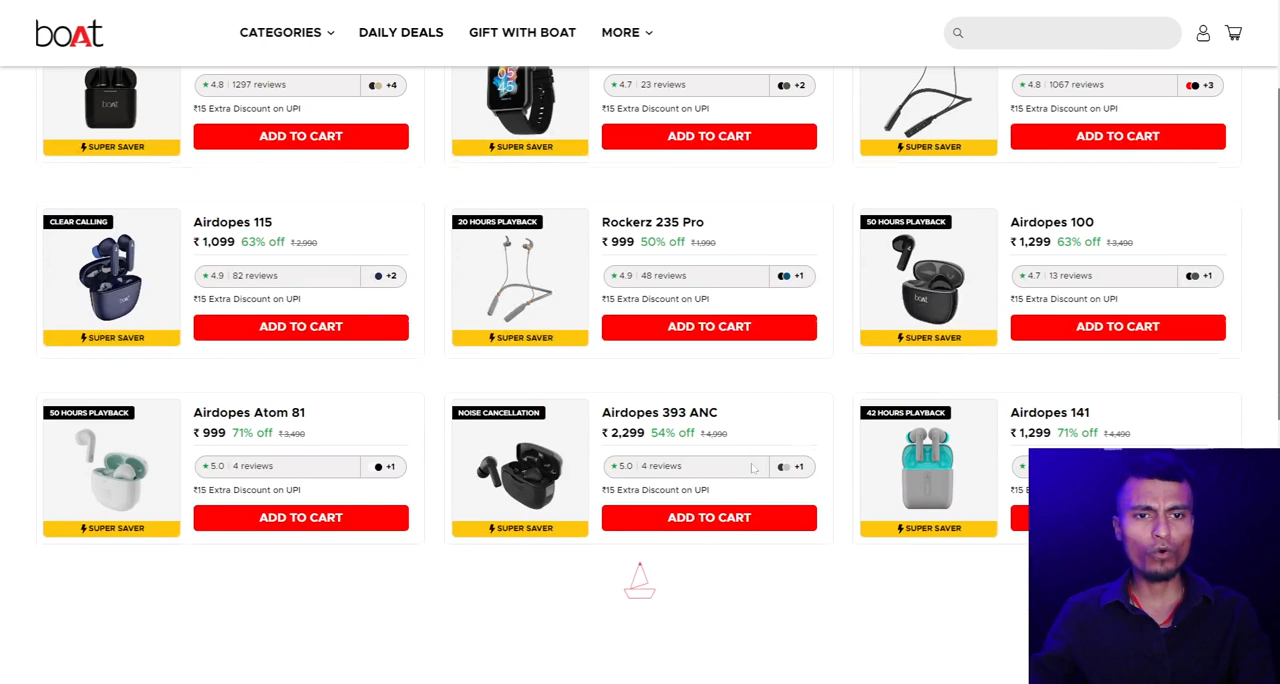 boAt
CATEGORIES
DAILY DEALS
GIFT WITH BOAT
MORE
★ 4.8 | 1297 reviews
+4
₹15 Extra Discount on UPI
ADD TO CART
SUPER SAVER
05
45
★ 4.7 | 23 reviews
+2
₹15 Extra Discount on UPI
ADD TO CART
SUPER SAVER
★ 4.8 | 1067 reviews
+3
₹15 Extra Discount on UPI
ADD TO CART
SUPER SAVER
CLEAR CALLING
Airdopes 115
₹ 1,099 63% off ₹ 2,990
★ 4.9 | 82 reviews
+2
₹15 Extra Discount on UPI
ADD TO CART
SUPER SAVER
20 HOURS PLAYBACK
Rockerz 235 Pro
₹ 999 50% off ₹ 1,990
★ 4.9 | 48 reviews
+1
₹15 Extra Discount on UPI
ADD TO CART
SUPER SAVER
50 HOURS PLAYBACK
Airdopes 100
₹ 1,299 63% off ₹ 3,490
★ 4.7 | 13 reviews
+1
₹15 Extra Discount on UPI
ADD TO CART
SUPER SAVER
50 HOURS PLAYBACK
Airdopes Atom 81
₹ 999 71% off ₹ 3,490
★ 5.0 | 4 reviews
+1
₹15 Extra Discount on UPI
ADD TO CART
SUPER SAVER
NOISE CANCELLATION
Airdopes 393 ANC
₹ 2,299 54% off ₹ 4,990
★ 5.0 | 4 reviews
+1
₹15 Extra Discount on UPI
ADD TO CART
SUPER SAVER
42 HOURS PLAYBACK
Airdopes 141
₹ 1,299 71% off ₹ 4,490
★
₹15
SUPER SAVER